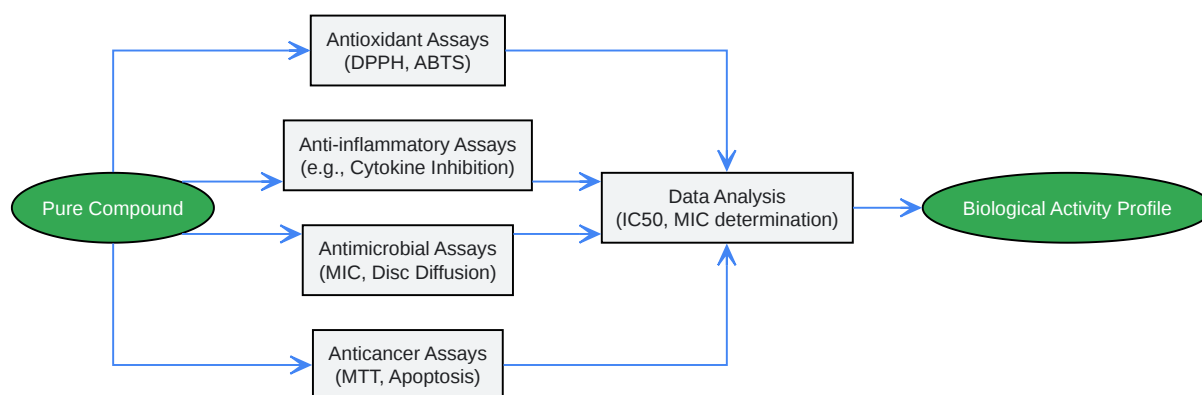 Pure Compound
Antioxidant Assays
(DPPH, ABTS)
Anti-inflammatory Assays
(e.g., Cytokine Inhibition)
Antimicrobial Assays
(MIC, Disc Diffusion)
Anticancer Assays
(MTT, Apoptosis)
Data Analysis
(IC50, MIC determination)
Biological Activity Profile